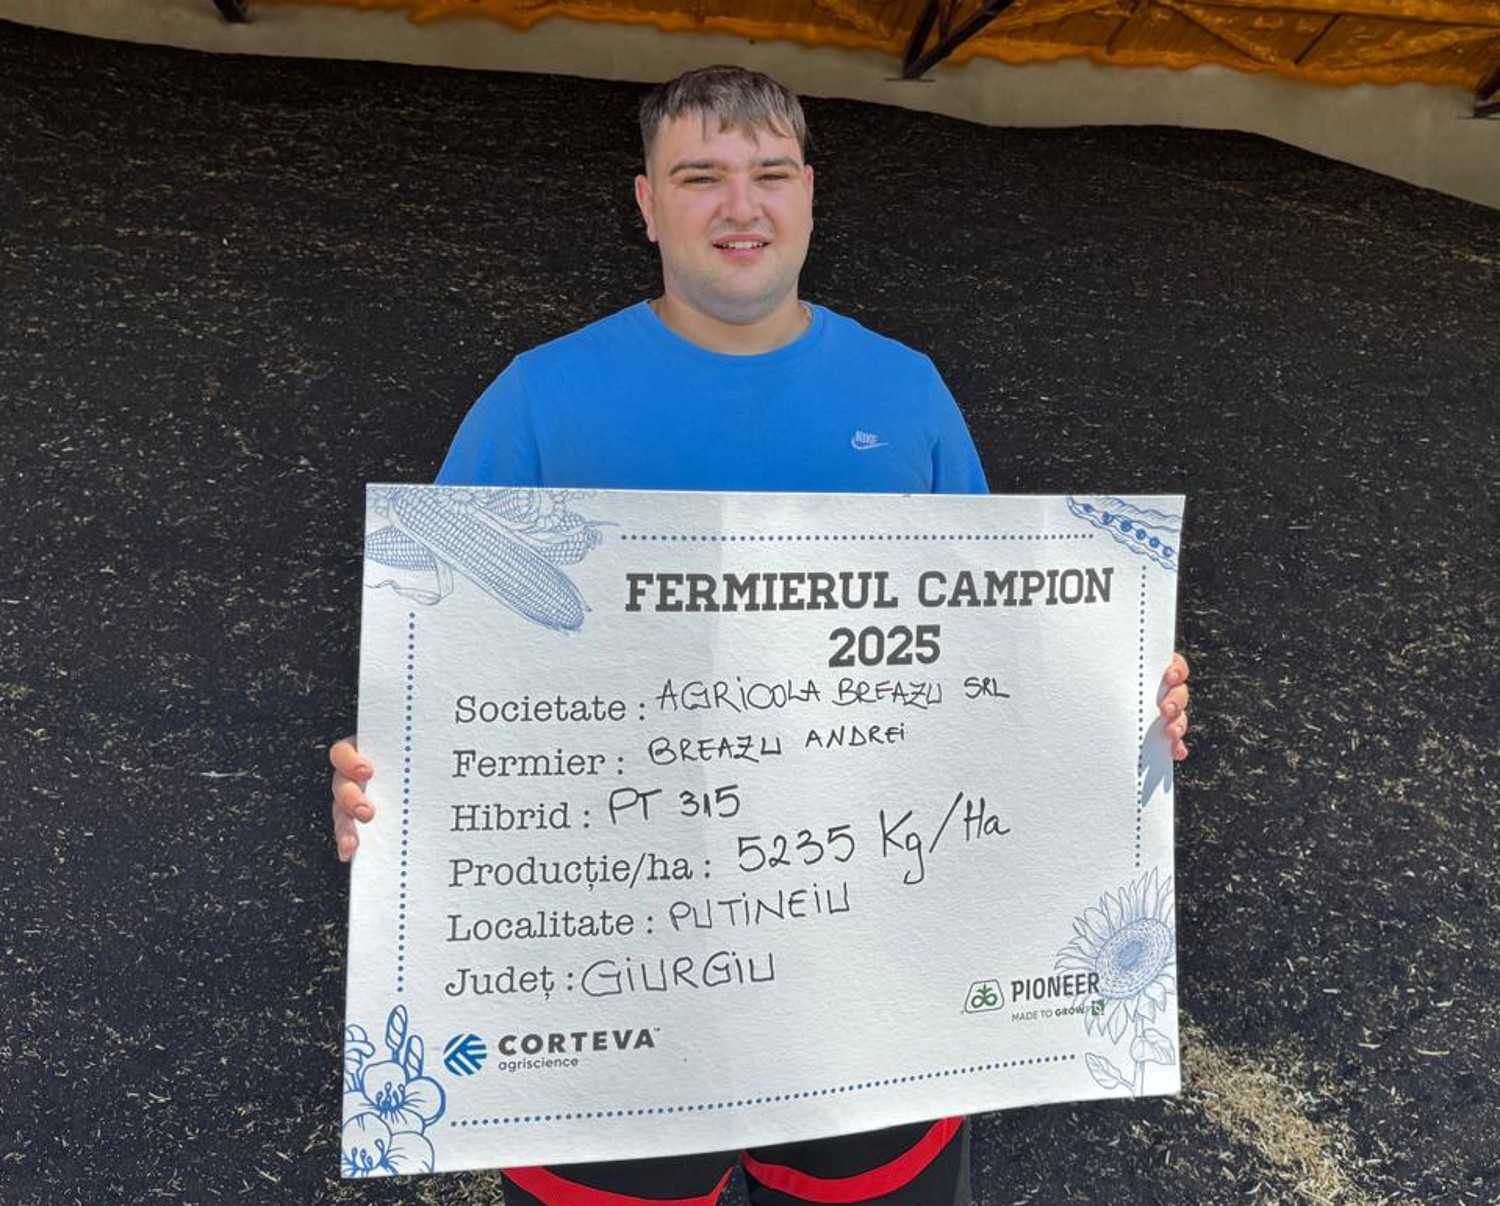 NIKE
FERMIERUL CAMPION
2025
Societate : AGRICOLA BREAZU SRL
Fermier : BREAZU ANDREI
Hibrid : PT 315
Producție/ha : 5235 Kg/Ha
Localitate : PUTINEIU
Județ : GIURGIU
PIONEER
MADE TO GROW
CORTEVA™
agriscience